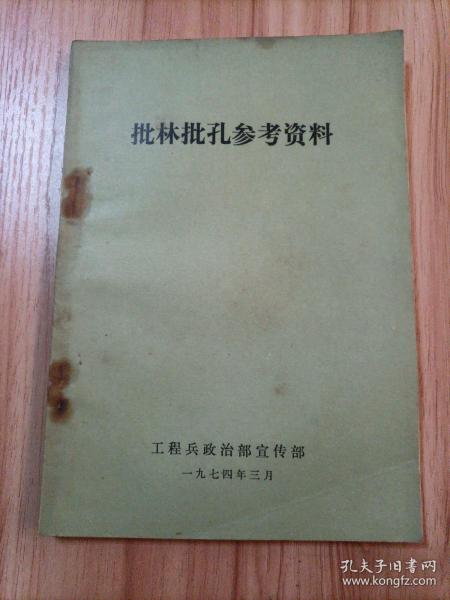 批林批孔参考资料
工程兵政治部宣传部
一九七四年三月
孔夫子旧书网
www.kongfz.com